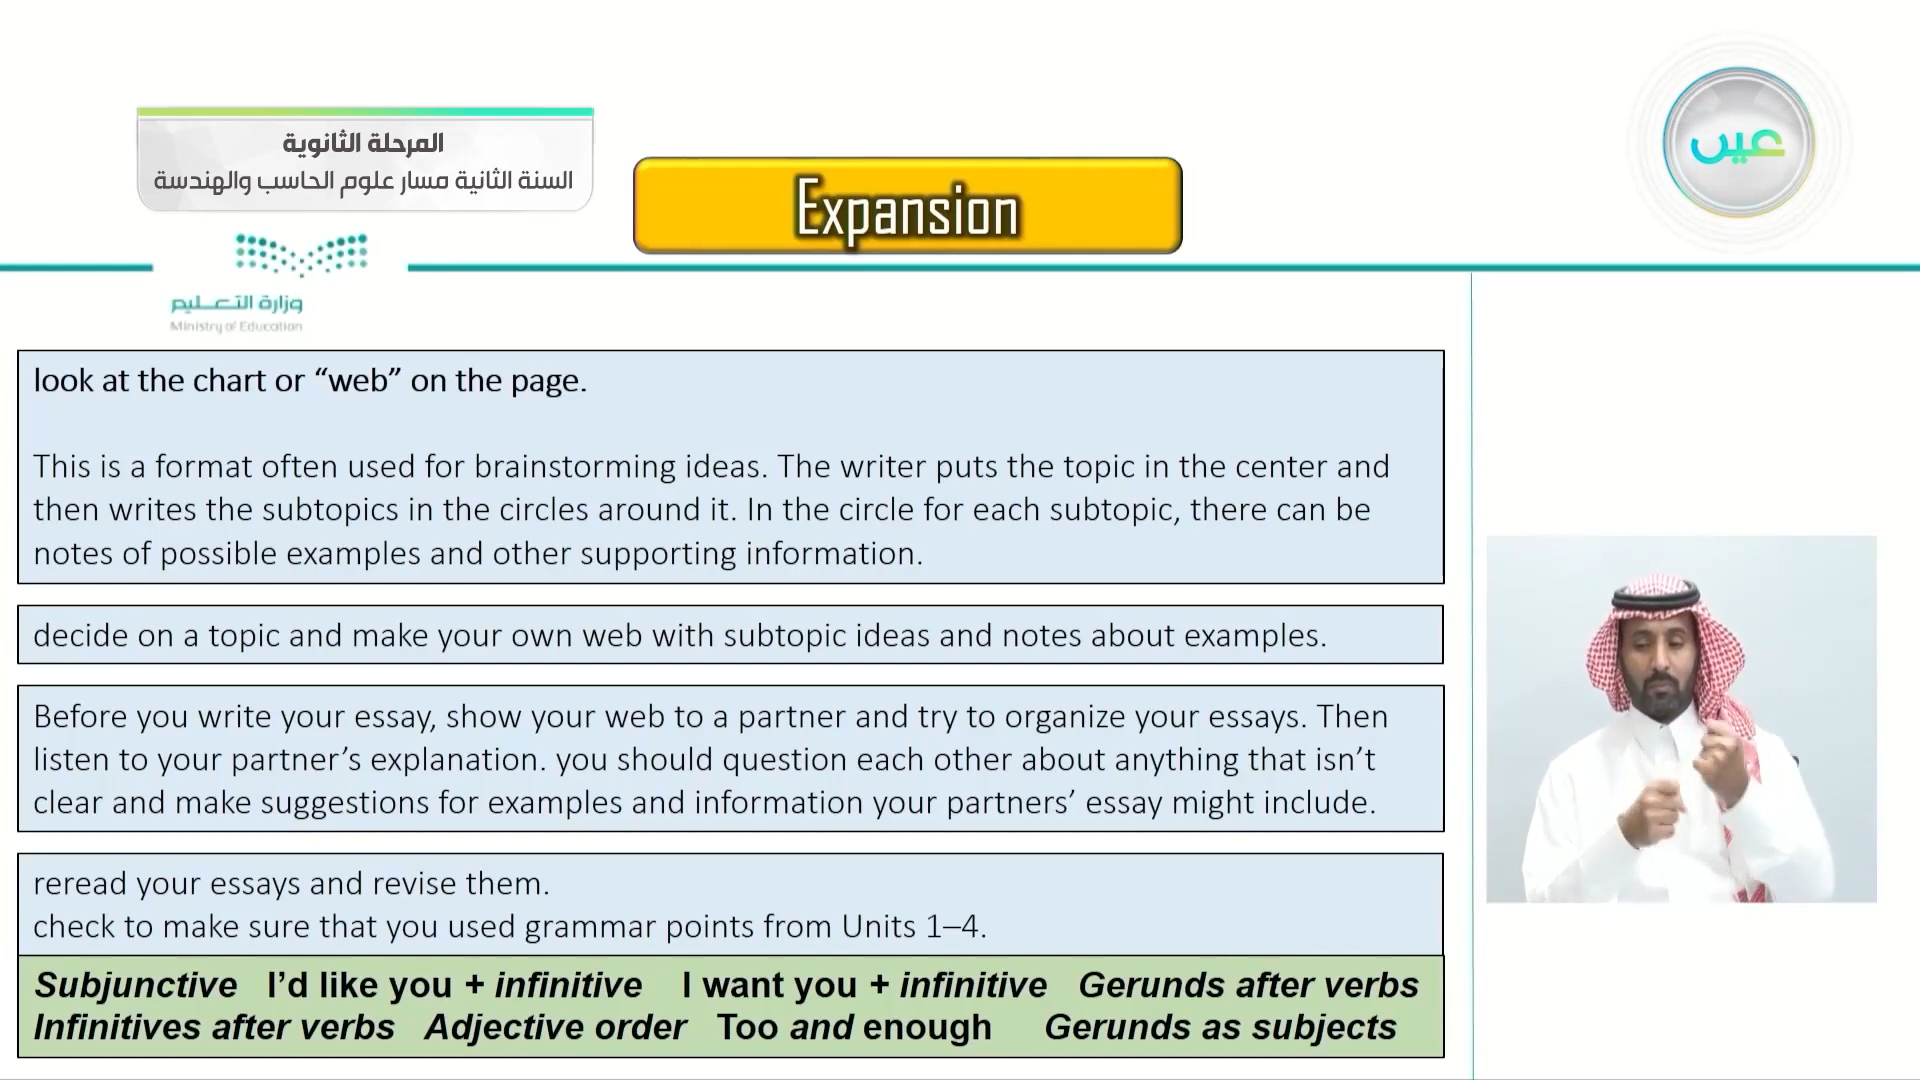 المرحلة الثانوية
السنة الثانية مسار علوم الحاسب والهندسة
عين
Expansion
وزارة التعليم
Ministry of Education
look at the chart or “web” on the page.
This is a format often used for brainstorming ideas. The writer puts the topic in the center and
then writes the subtopics in the circles around it. In the circle for each subtopic, there can be
notes of possible examples and other supporting information.
decide on a topic and make your own web with subtopic ideas and notes about examples.
Before you write your essay, show your web to a partner and try to organize your essays. Then
listen to your partner’s explanation. you should question each other about anything that isn’t
clear and make suggestions for examples and information your partners’ essay might include.
reread your essays and revise them.
check to make sure that you used grammar points from Units 1–4.
Subjunctive I’d like you + infinitive I want you + infinitive Gerunds after verbs
Infinitives after verbs Adjective order Too and enough Gerunds as subjects